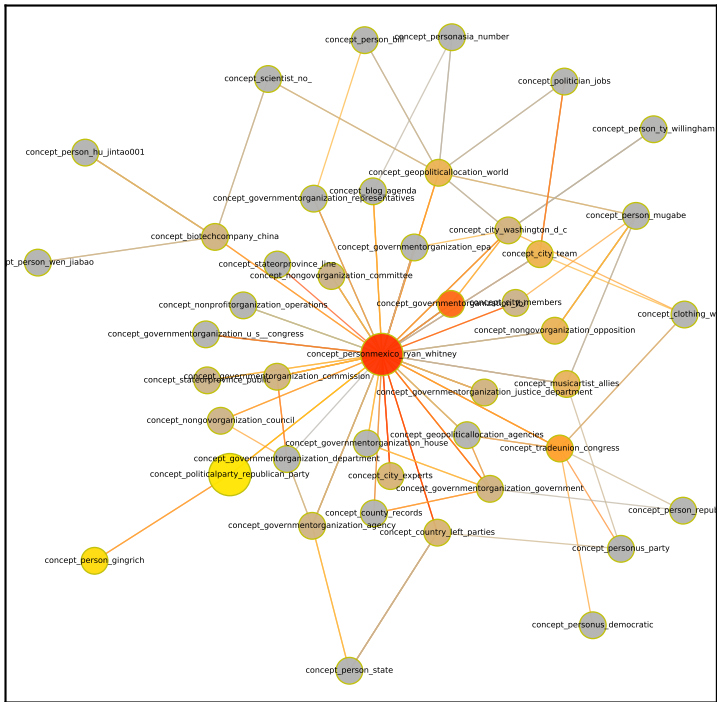 concept_person_bill
concept_personasia_number
concept_scientist_no_
concept_politician_jobs
concept_person_ty_willingham
concept_person_hu_jintao001
concept_geopoliticallocation_world
concept_blog_agenda
concept_governmentorganization_representatives
concept_person_mugabe
concept_city_washington_d_c
concept_biotechcompany_china
concept_governmentorganization_epa
concept_city_team
pt_person_wen_jiabao
concept_stateorprovince_line
concept_nongovorganization_committee
concept_nonprofitorganization_operations
concept_city_members
concept_clothing_w
concept_governmentorganization_u_s__congress
concept_nongovorganization_opposition
concept_personmexico_ryan_whitney
concept_stateorprovince_public
concept_governmentorganization_commission
concept_musicartist_allies
concept_governmentorganization_justice_department
concept_nongovorganization_council
concept_geopoliticallocation_agencies
concept_governmentorganization_house
concept_tradeunion_congress
concept_governmentorganization_department
concept_politicalparty_republican_party
concept_city_experts
concept_governmentorganization_government
concept_county_records
concept_person_repub
concept_governmentorganization_agency
concept_country_left_parties
concept_personus_party
concept_person_gingrich
concept_personus_democratic
concept_person_state